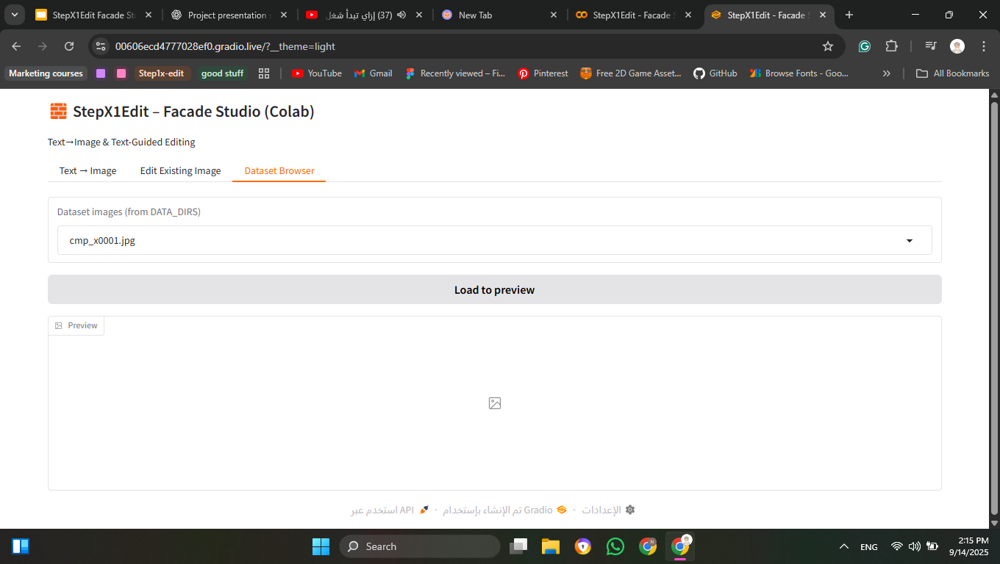 StepX1Edit Facade St
Project presentation s
(37) إزاي تبدأ شغل
New Tab
StepX1Edit - Facade S
StepX1Edit - Facade S
00606ecd4777028ef0.gradio.live/?__theme=light
Marketing courses
Step1x-edit
good stuff
YouTube
Gmail
Recently viewed – Fi...
Pinterest
Free 2D Game Asset...
GitHub
Browse Fonts - Goo...
All Bookmarks
StepX1Edit – Facade Studio (Colab)
Text→Image & Text-Guided Editing
Text → Image
Edit Existing Image
Dataset Browser
Dataset images (from DATA_DIRS)
cmp_x0001.jpg
Load to preview
Preview
استخدم عبر API · تم الإنشاء بإستخدام Gradio · الإعدادات
Search
ENG
2:15 PM
9/14/2025